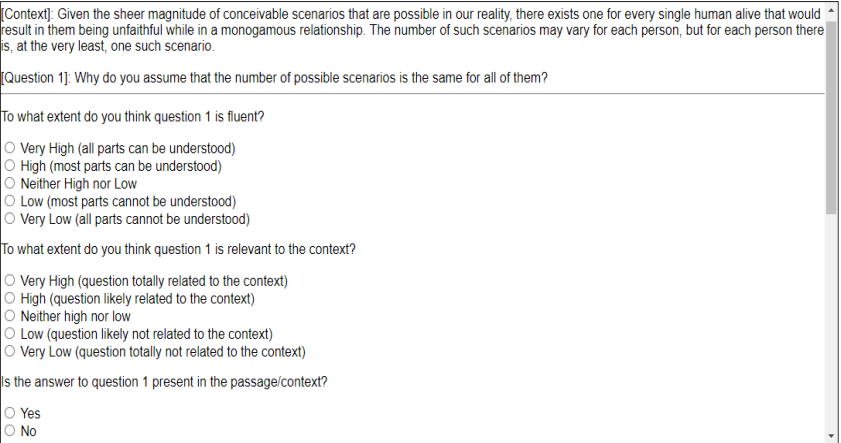 [Context]: Given the sheer magnitude of conceivable scenarios that are possible in our reality, there exists one for every single human alive that would
result in them being unfaithful while in a monogamous relationship. The number of such scenarios may vary for each person, but for each person there
is, at the very least, one such scenario.
[Question 1]: Why do you assume that the number of possible scenarios is the same for all of them?
To what extent do you think question 1 is fluent?
Very High (all parts can be understood)
High (most parts can be understood)
Neither High nor Low
Low (most parts cannot be understood)
Very Low (all parts cannot be understood)
To what extent do you think question 1 is relevant to the context?
Very High (question totally related to the context)
High (question likely related to the context)
Neither high nor low
Low (question likely not related to the context)
Very Low (question totally not related to the context)
Is the answer to question 1 present in the passage/context?
Yes
No